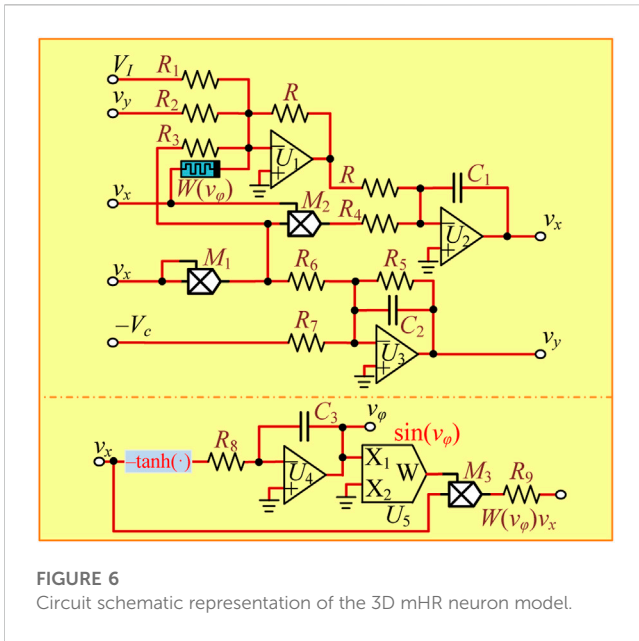 V_I R_1
v_y R_2 R
R_3
− U_1
+
W(v_φ)
R C_1
v_x M_2 R_4
− U_2 v_x
+
v_x M_1 R_6 R_5
C_2
−V_c R_7
− U_3 v_y
+
C_3 v_φ
sin(v_φ)
v_x −tanh(·) R_8
− U_4
+
X_1 W
X_2
U_5
M_3 R_9
W(v_φ)v_x
FIGURE 6
Circuit schematic representation of the 3D mHR neuron model.